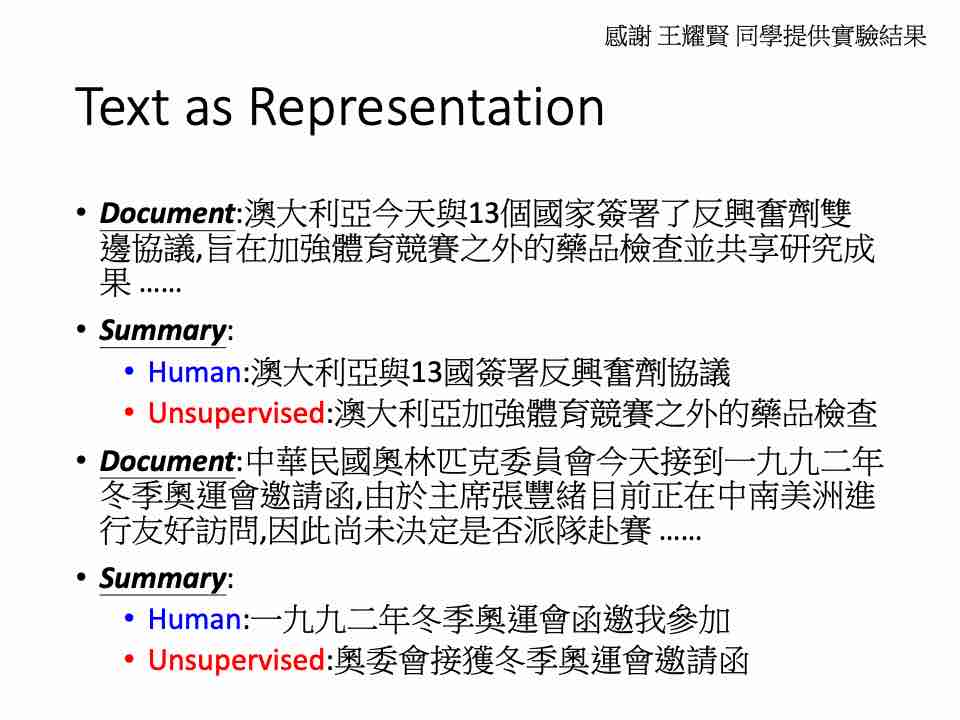 感謝 王耀賢 同學提供實驗結果
Text as Representation
• Document:澳大利亞今天與13個國家簽署了反興奮劑雙
邊協議,旨在加強體育競賽之外的藥品檢查並共享研究成
果 ……
• Summary:
• Human:澳大利亞與13國簽署反興奮劑協議
• Unsupervised:澳大利亞加強體育競賽之外的藥品檢查
• Document:中華民國奧林匹克委員會今天接到一九九二年
冬季奧運會邀請函,由於主席張豐緒目前正在中南美洲進
行友好訪問,因此尚未決定是否派隊赴賽 ……
• Summary:
• Human:一九九二年冬季奧運會函邀我參加
• Unsupervised:奧委會接獲冬季奧運會邀請函